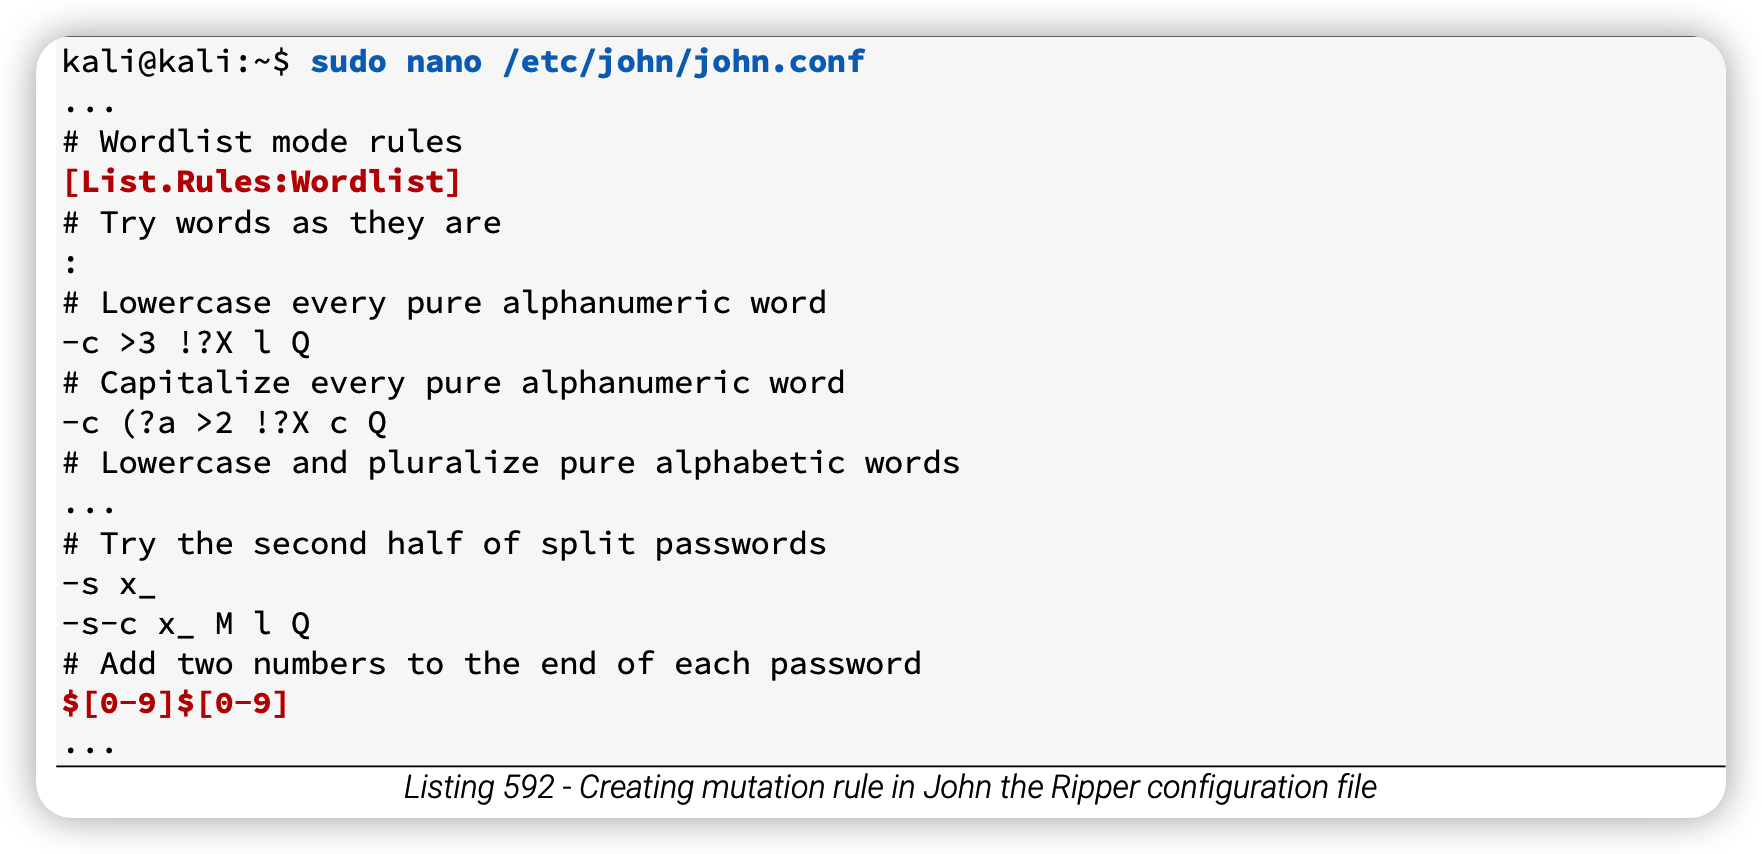 kali@kali:~$ sudo nano /etc/john/john.conf
...
# Wordlist mode rules
[List.Rules:Wordlist]
# Try words as they are
:
# Lowercase every pure alphanumeric word
-c >3 !?X l Q
# Capitalize every pure alphanumeric word
-c (?a >2 !?X c Q
# Lowercase and pluralize pure alphabetic words
...
# Try the second half of split passwords
-s x_
-s-c x_ M l Q
# Add two numbers to the end of each password
$[0-9]$[0-9]
...
Listing 592 - Creating mutation rule in John the Ripper configuration file